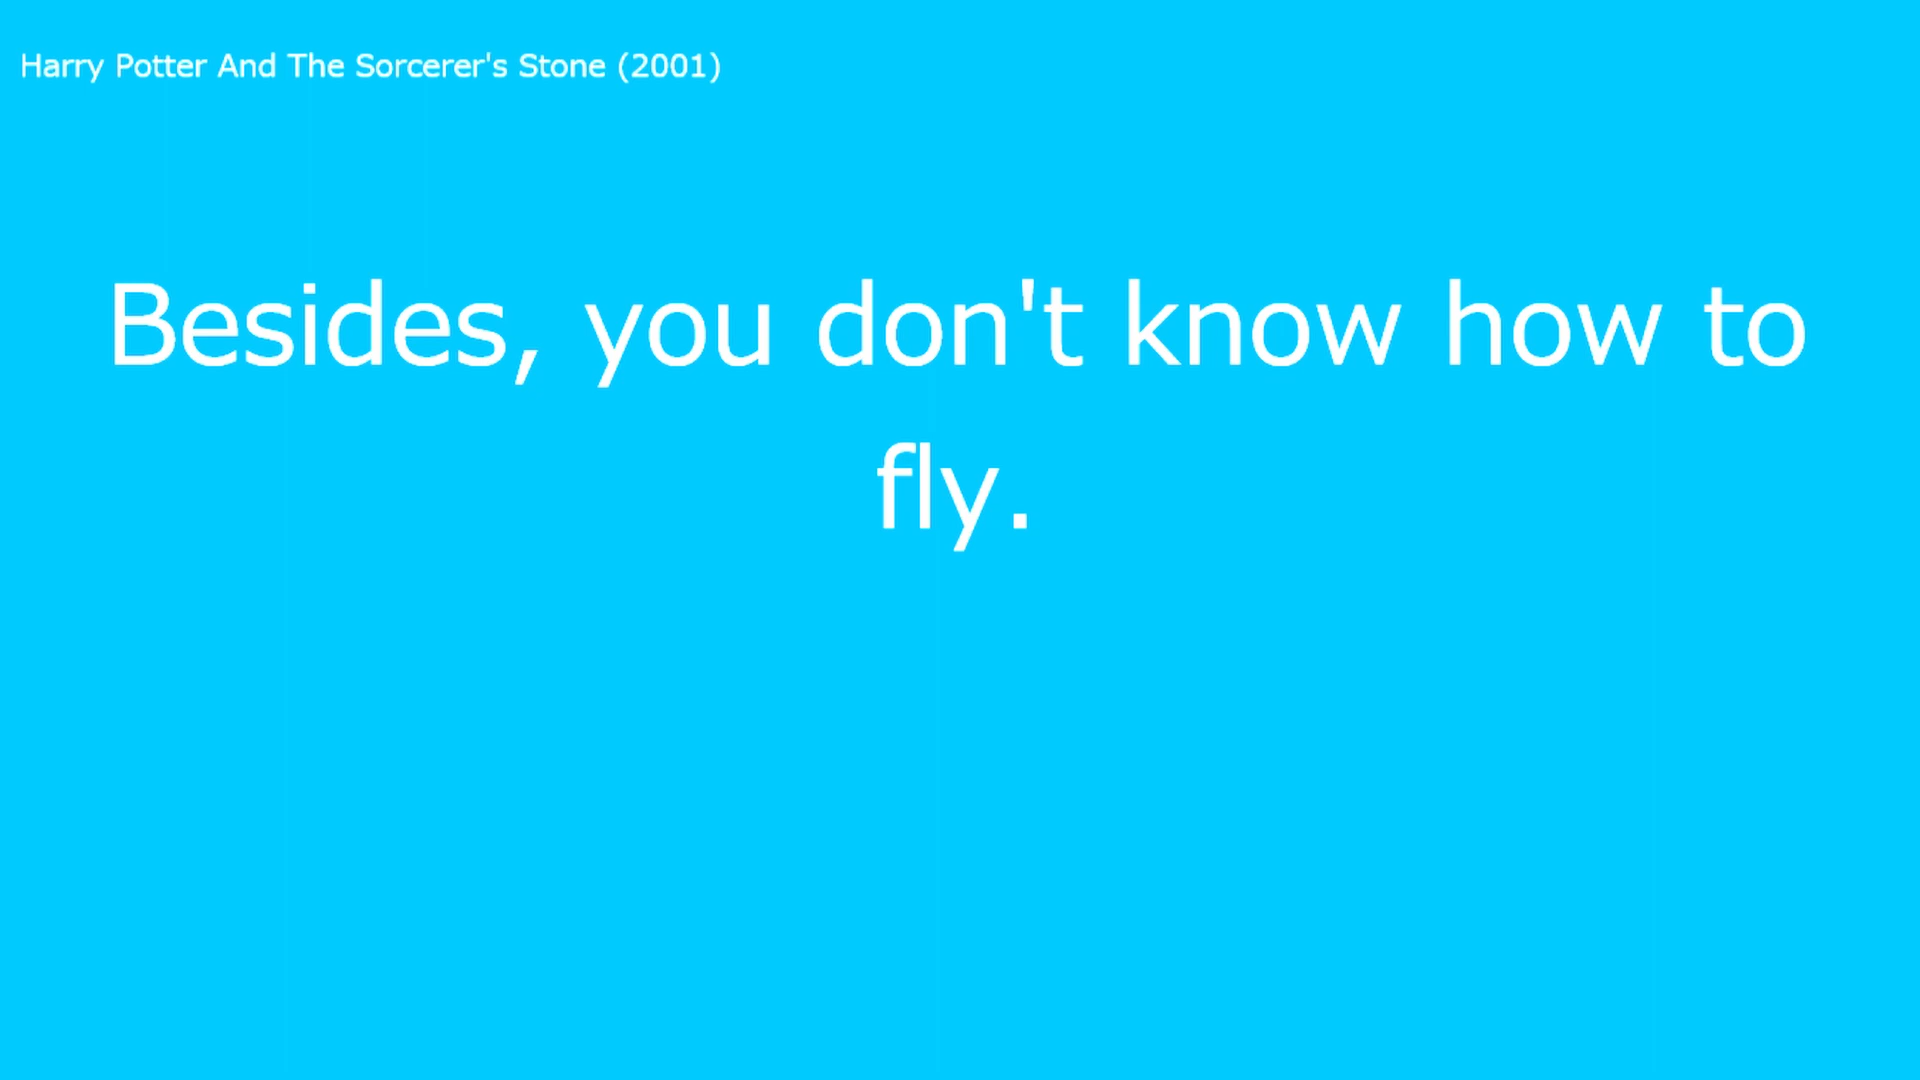 Harry Potter And The Sorcerer's Stone (2001)
Besides, you don't know how to
fly.